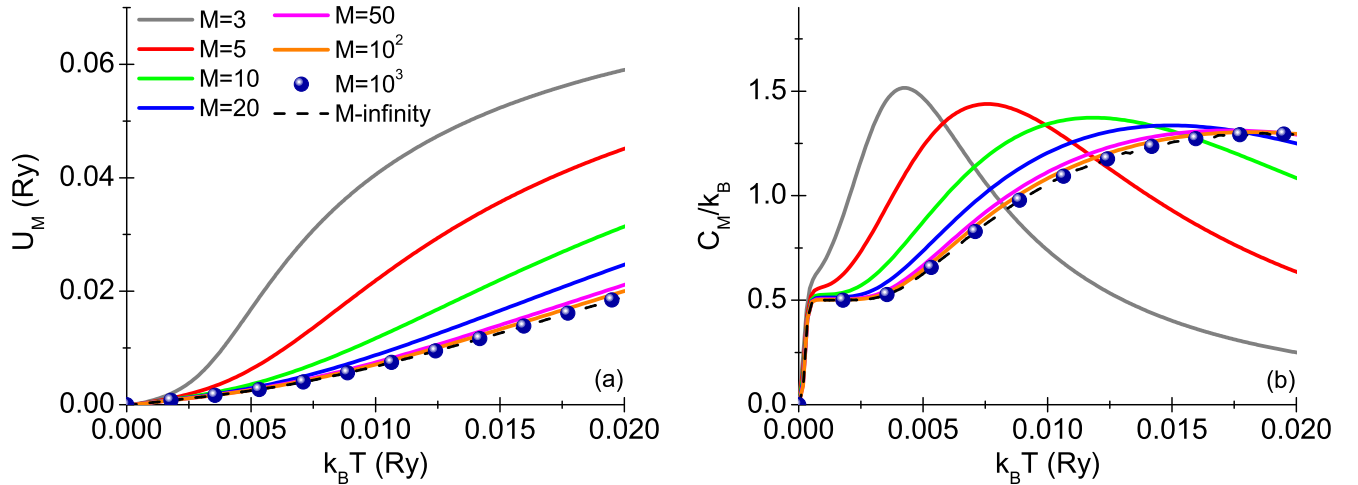 M=3
M=5
M=10
M=20
M=50
M=10²
M=10³
M-infinity
U_M (Ry)
0.06
0.04
0.02
0.00
0.000 0.005 0.010 0.015 0.020
k_BT (Ry)
(a)
C_M/k_B
1.5
1.0
0.5
0.0
0.000 0.005 0.010 0.015 0.020
k_BT (Ry)
(b)